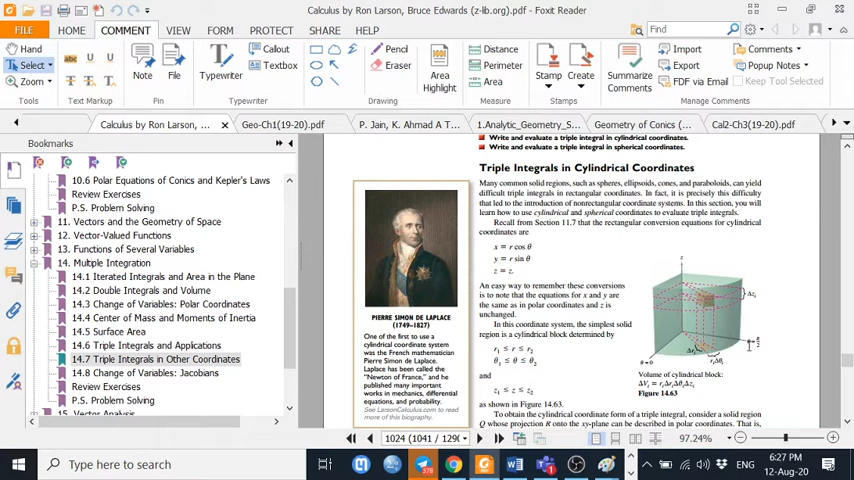 Calculus by Ron Larson, Bruce Edwards (z-lib.org).pdf - Foxit Reader
FILE HOME COMMENT VIEW FORM PROTECT SHARE HELP
Find
Hand
Select
Zoom
Tools
Text Markup
Note
File
Pin
Typewriter
Callout
Textbox
Typewriter
Pencil
Eraser
Drawing
Area
Highlight
Distance
Perimeter
Area
Measure
Stamp
Create
Stamps
Summarize
Comments
Import
Export
FDF via Email
Comments
Popup Notes
Keep Tool Selected
Manage Comments
Calculus by Ron Larson, ...
Geo-Ch1(19-20).pdf
P. Jain, K. Ahmad A T...
1.Analytic_Geometry_S...
Geometry of Conics (...
Cal2-Ch3(19-20).pdf
Bookmarks
10.6 Polar Equations of Conics and Kepler's Laws
Review Exercises
P.S. Problem Solving
11. Vectors and the Geometry of Space
12. Vector-Valued Functions
13. Functions of Several Variables
14. Multiple Integration
14.1 Iterated Integrals and Area in the Plane
14.2 Double Integrals and Volume
14.3 Change of Variables: Polar Coordinates
14.4 Center of Mass and Moments of Inertia
14.5 Surface Area
14.6 Triple Integrals and Applications
14.7 Triple Integrals in Other Coordinates
14.8 Change of Variables: Jacobians
Review Exercises
P.S. Problem Solving
15. Vector Analysis
Write and evaluate a triple integral in cylindrical coordinates.
Write and evaluate a triple integral in spherical coordinates.
Triple Integrals in Cylindrical Coordinates
Many common solid regions, such as spheres, ellipsoids, cones, and paraboloids, can yield
difficult triple integrals in rectangular coordinates. In fact, it is precisely this difficulty
that led to the introduction of nonrectangular coordinate systems. In this section, you will
learn how to use cylindrical and spherical coordinates to evaluate triple integrals.
Recall from Section 11.7 that the rectangular conversion equations for cylindrical
coordinates are
x = r cos θ
y = r sin θ
z = z.
An easy way to remember these conversions
is to note that the equations for x and y are
the same as in polar coordinates and z is
unchanged.
In this coordinate system, the simplest solid
region is a cylindrical block determined by
r₁ ≤ r ≤ r₂
θ₁ ≤ θ ≤ θ₂
and
z₁ ≤ z ≤ z₂
as shown in Figure 14.63.
To obtain the cylindrical coordinate form of a triple integral, consider a solid region
Q whose projection R onto the xy-plane can be described in polar coordinates. That is,
PIERRE SIMON DE LAPLACE
(1749–1827)
One of the first to use a
cylindrical coordinate system
was the French mathematician
Pierre Simon de Laplace.
Laplace has been called the
"Newton of France," and he
published many important
works in mechanics, differential
equations, and probability.
See LarsonCalculus.com to read
more of this biography.
z
Δzᵢ
θ = π/2
rᵢΔθᵢ
Δrᵢ
θ = 0
Volume of cylindrical block:
ΔVᵢ = rᵢΔrᵢΔθᵢΔzᵢ
Figure 14.63
1024 (1041 / 129(
97.24%
Type here to search
378
ENG
6:27 PM
12-Aug-20